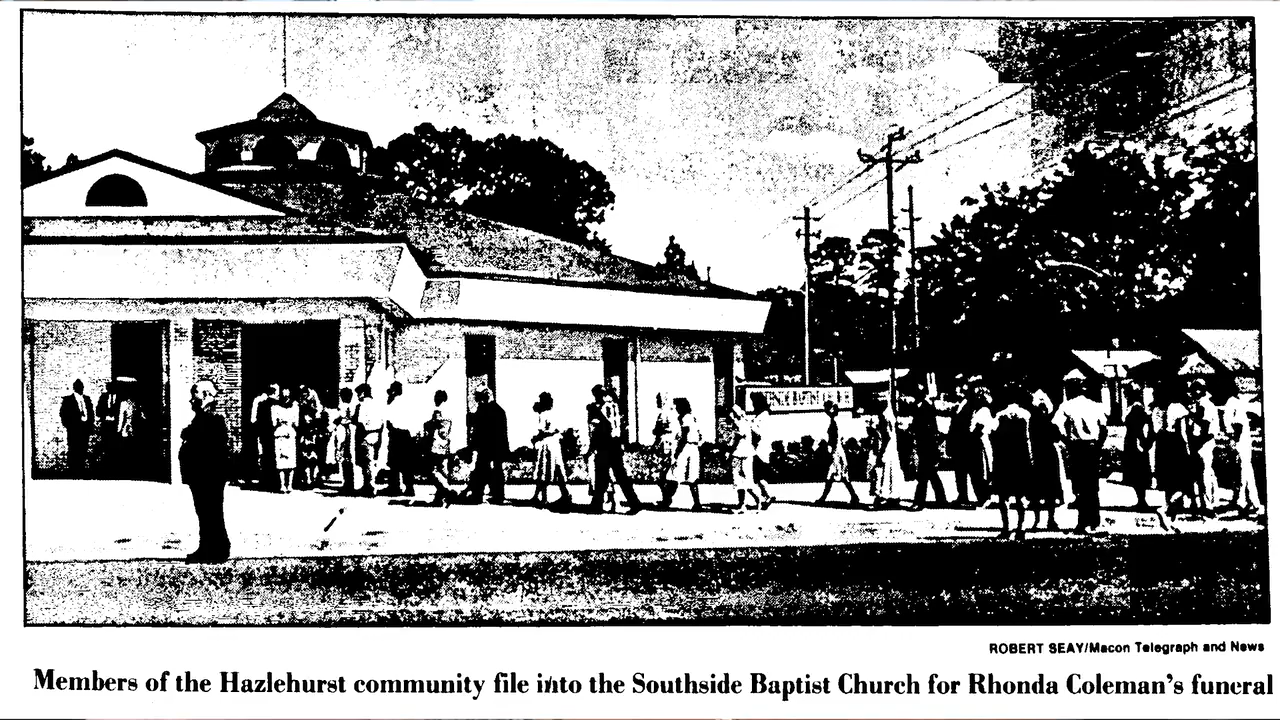 ROBERT SEAY/Macon Telegraph and News
Members of the Hazlehurst community file into the Southside Baptist Church for Rhonda Coleman's funeral